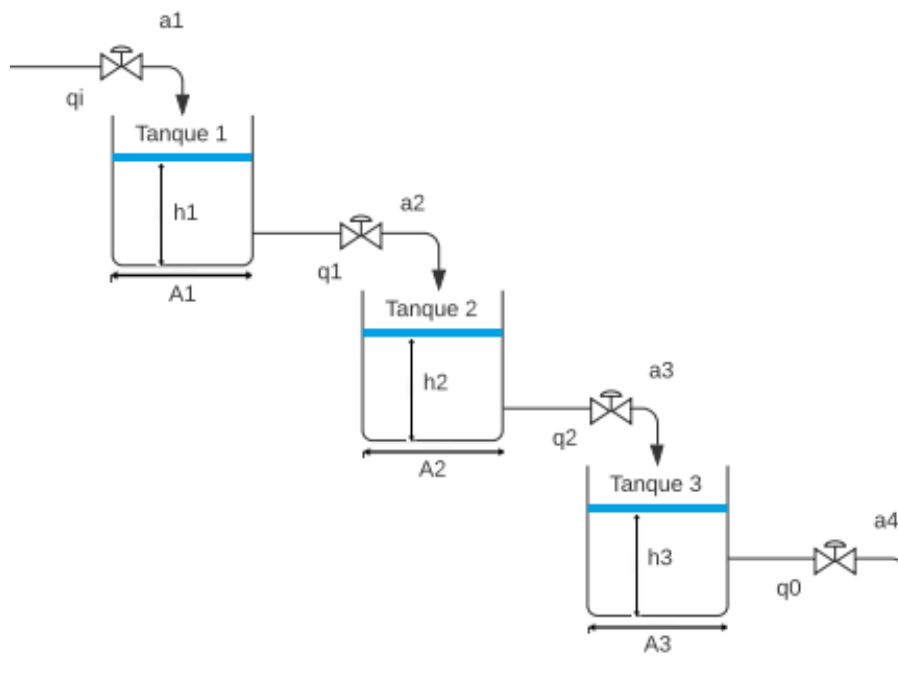 a1
qi
Tanque 1
h1
A1
a2
q1
Tanque 2
h2
A2
a3
q2
Tanque 3
h3
A3
a4
q0